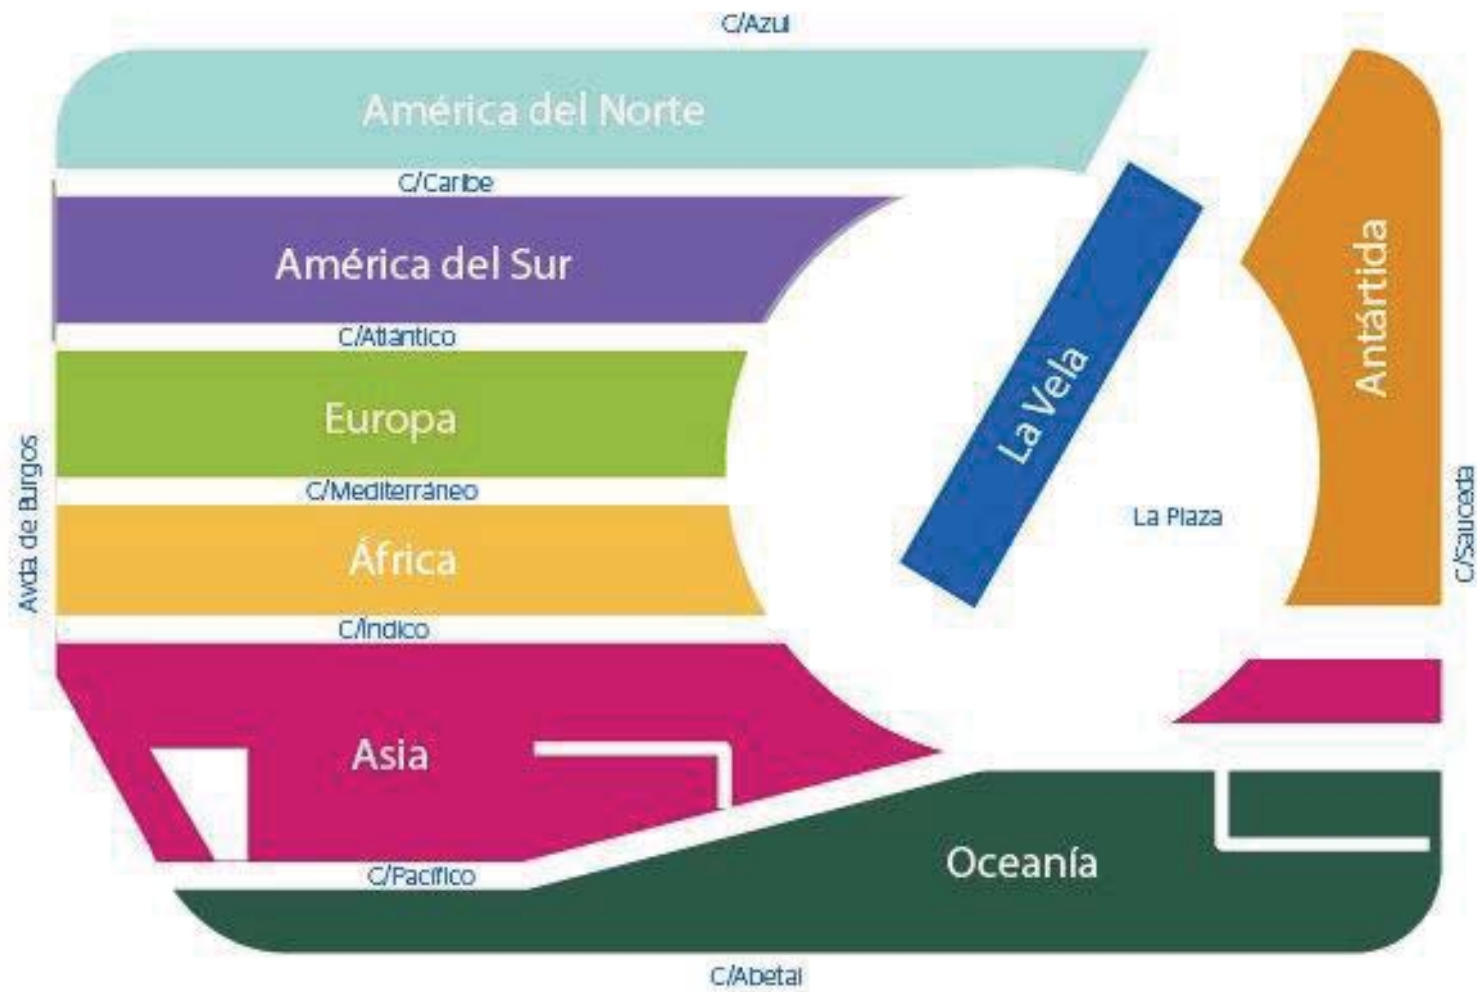 C/Azul
América del Norte
C/Caribe
América del Sur
C/Atlántico
Europa
La Vela
Antártida
Avda de Burgos
C/Mediterráneo
La Plaza
C/Sauceda
África
C/Índico
Asia
Oceanía
C/Pacífico
C/Abetal